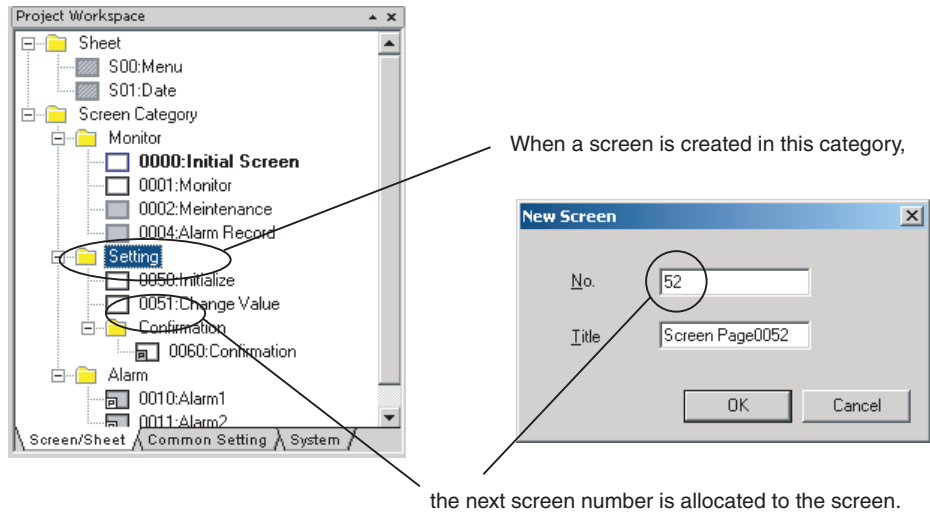 Project Workspace
Sheet
S00:Menu
S01:Date
Screen Category
Monitor
0000:Initial Screen
0001:Monitor
0002:Meintenance
0004:Alarm Record
Setting
0050:Initialize
0051:Change Value
Confirmation
0060:Confirmation
Alarm
0010:Alarm1
0011:Alarm2
Screen/Sheet Common Setting System
When a screen is created in this category,
New Screen
No. 52
Title Screen Page0052
OK Cancel
the next screen number is allocated to the screen.